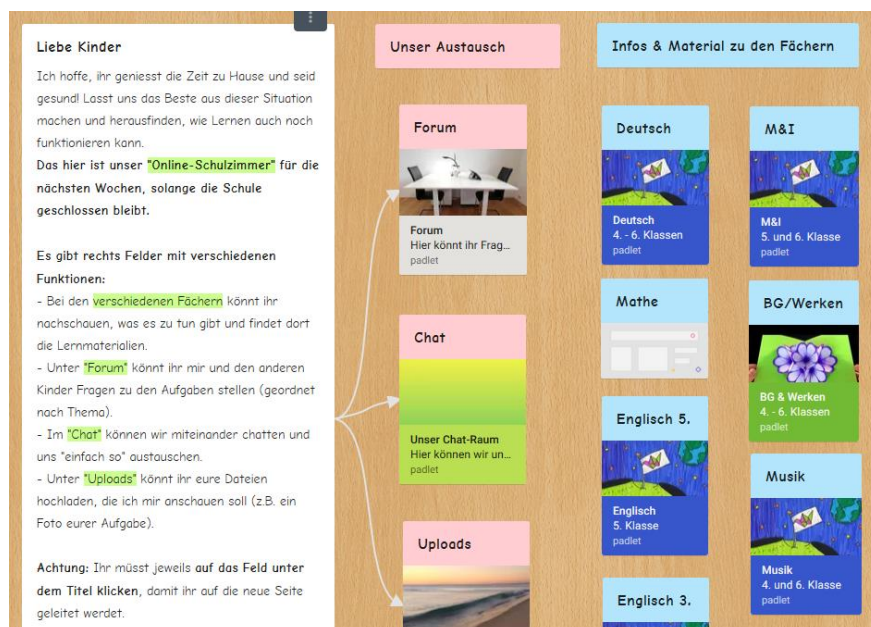 Liebe Kinder
Ich hoffe, ihr geniesst die Zeit zu Hause und seid
gesund! Lasst uns das Beste aus dieser Situation
machen und herausfinden, wie Lernen auch noch
funktionieren kann.
Das hier ist unser "Online-Schulzimmer" für die
nächsten Wochen, solange die Schule
geschlossen bleibt.
Es gibt rechts Felder mit verschiedenen
Funktionen:
- Bei den verschiedenen Fächern könnt ihr
nachschauen, was es zu tun gibt und findet dort
die Lernmaterialien.
- Unter "Forum" könnt ihr mir und den anderen
Kinder Fragen zu den Aufgaben stellen (geordnet
nach Thema).
- Im "Chat" können wir miteinander chatten und
uns "einfach so" austauschen.
- Unter "Uploads" könnt ihr eure Dateien
hochladen, die ich mir anschauen soll (z.B. ein
Foto eurer Aufgabe).
Achtung: Ihr müsst jeweils auf das Feld unter
dem Titel klicken, damit ihr auf die neue Seite
geleitet werdet.
Unser Austausch
Forum
Forum
Hier könnt ihr Frag...
padlet
Chat
Unser Chat-Raum
Hier können wir un...
padlet
Uploads
Infos & Material zu den Fächern
Deutsch
Deutsch
4. - 6. Klassen
padlet
Mathe
Englisch 5.
Englisch
5. Klasse
padlet
Englisch 3.
M&I
M&I
5. und 6. Klasse
padlet
BG/Werken
BG & Werken
4. - 6. Klassen
padlet
Musik
Musik
4. und 6. Klasse
padlet